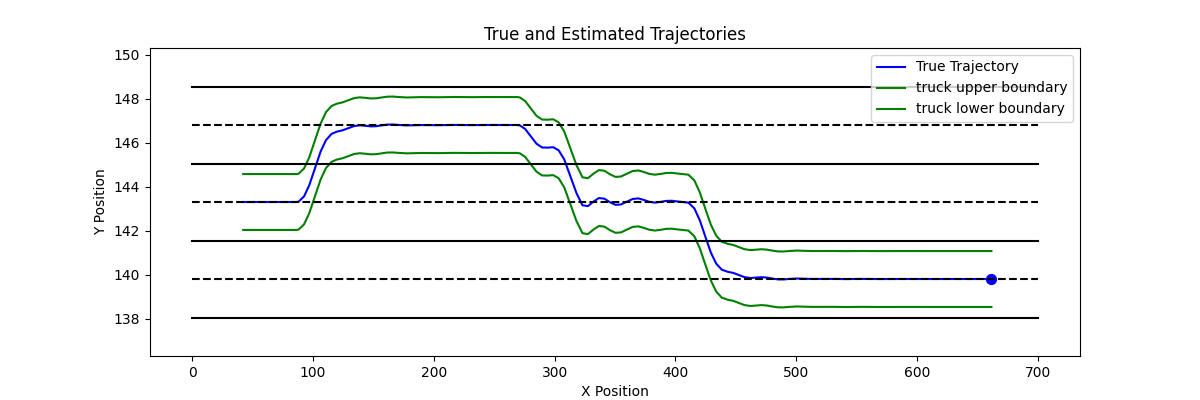 True and Estimated Trajectories
True Trajectory
truck upper boundary
truck lower boundary
Y Position
150
148
146
144
142
140
138
0 100 200 300 400 500 600 700
X Position